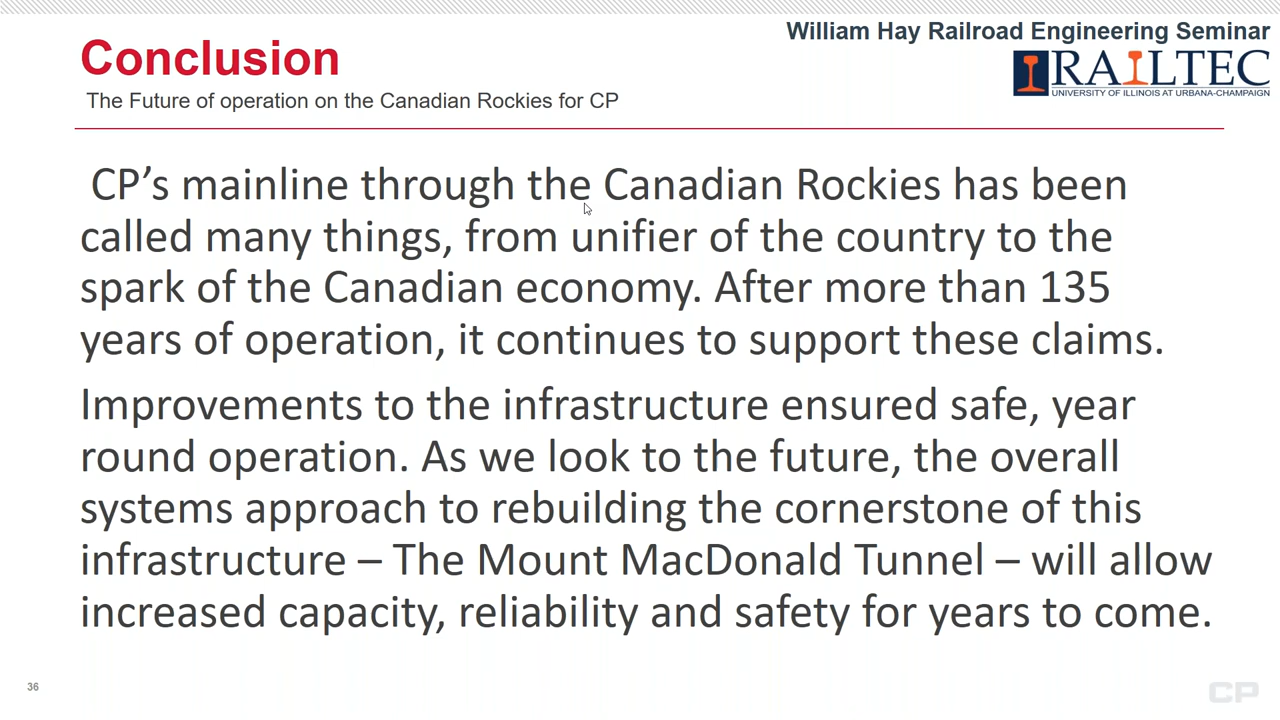 William Hay Railroad Engineering Seminar
Conclusion
RAILTEC
The Future of operation on the Canadian Rockies for CP
UNIVERSITY OF ILLINOIS AT URBANA-CHAMPAIGN
CP’s mainline through the Canadian Rockies has been
called many things, from unifier of the country to the
spark of the Canadian economy. After more than 135
years of operation, it continues to support these claims.
Improvements to the infrastructure ensured safe, year
round operation. As we look to the future, the overall
systems approach to rebuilding the cornerstone of this
infrastructure – The Mount MacDonald Tunnel – will allow
increased capacity, reliability and safety for years to come.
36
CP